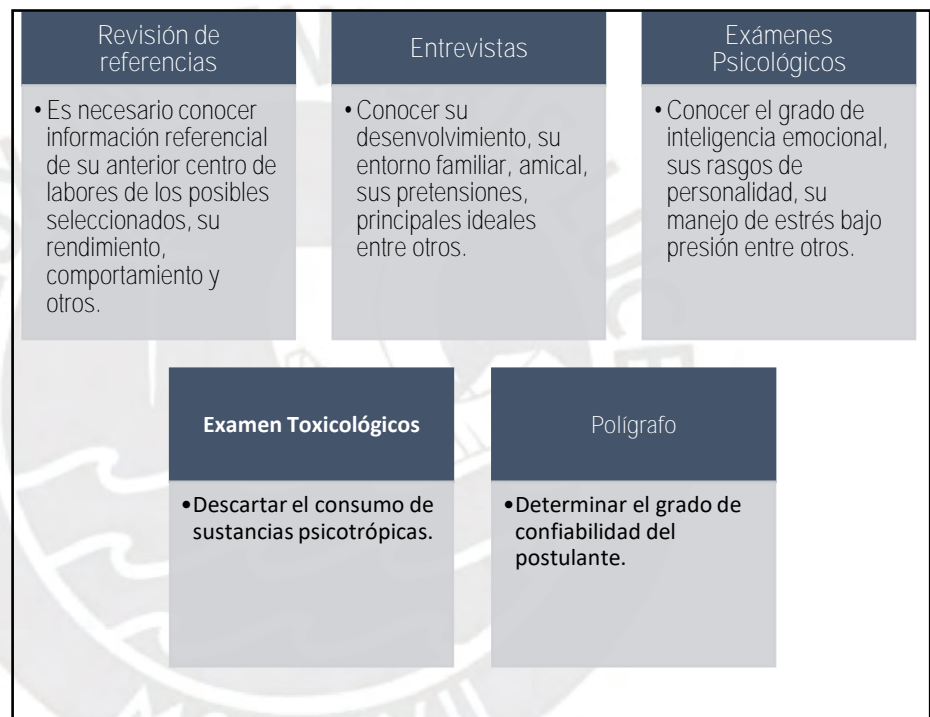 Revisión de
referencias
• Es necesario conocer
información referencial
de su anterior centro de
labores de los posibles
seleccionados, su
rendimiento,
comportamiento y
otros.
Entrevistas
• Conocer su
desenvolvimiento, su
entorno familiar, amical,
sus pretensiones,
principales ideales
entre otros.
Exámenes
Psicológicos
• Conocer el grado de
inteligencia emocional,
sus rasgos de
personalidad, su
manejo de estrés bajo
presión entre otros.
Examen Toxicológicos
•Descartar el consumo de
sustancias psicotrópicas.
Polígrafo
•Determinar el grado de
confiabilidad del
postulante.